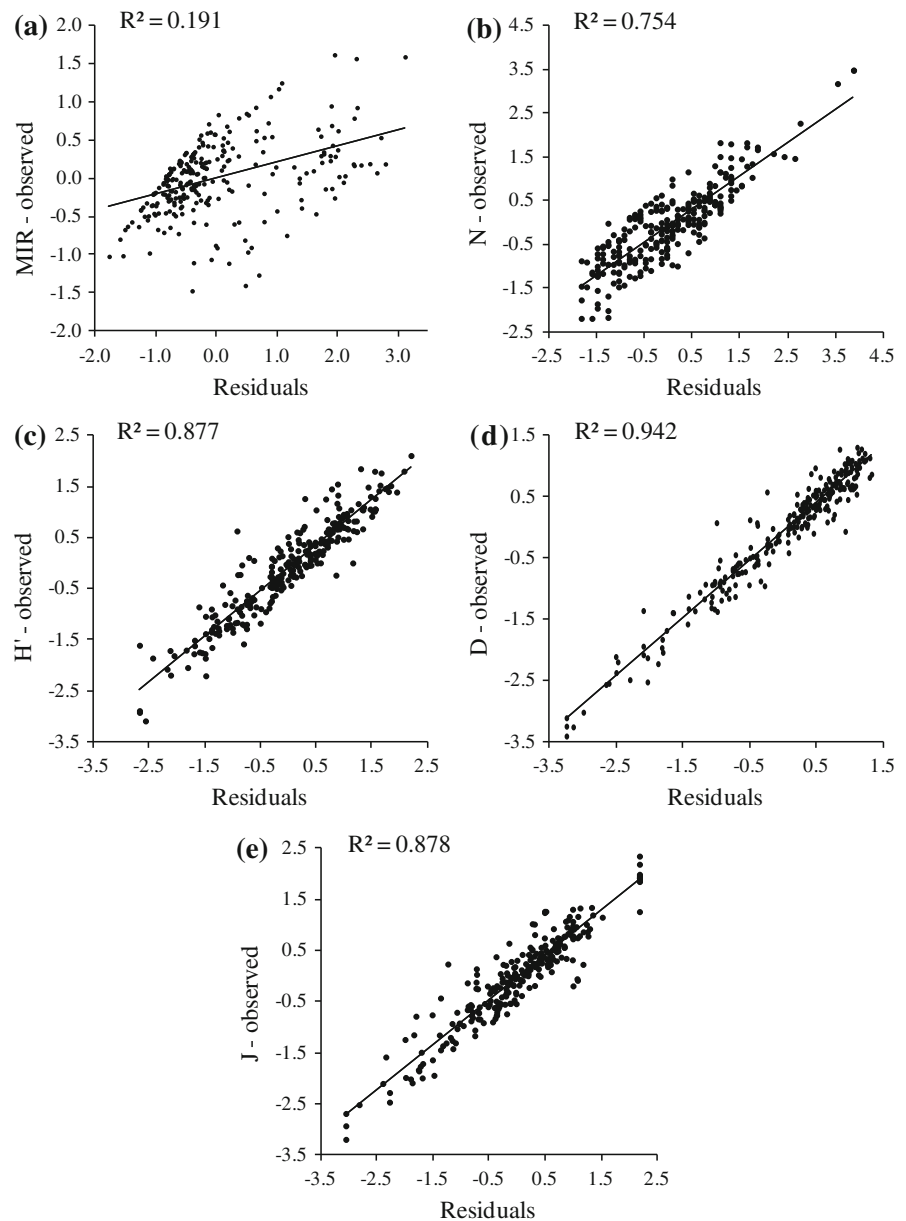 (a) R² = 0.191
2.0
1.5
1.0
0.5
0.0
-0.5
-1.0
-1.5
-2.0
MIR - observed
-2.0 -1.0 0.0 1.0 2.0 3.0
Residuals
(b) R² = 0.754
4.5
3.5
2.5
1.5
0.5
-0.5
-1.5
-2.5
N - observed
-2.5 -1.5 -0.5 0.5 1.5 2.5 3.5 4.5
Residuals
(c) R² = 0.877
2.5
1.5
0.5
-0.5
-1.5
-2.5
-3.5
H' - observed
-3.5 -2.5 -1.5 -0.5 0.5 1.5 2.5
Residuals
(d) R² = 0.942
1.5
0.5
-0.5
-1.5
-2.5
-3.5
D - observed
-3.5 -2.5 -1.5 -0.5 0.5 1.5
Residuals
(e) R² = 0.878
2.5
1.5
0.5
-0.5
-1.5
-2.5
-3.5
J - observed
-3.5 -2.5 -1.5 -0.5 0.5 1.5 2.5
Residuals